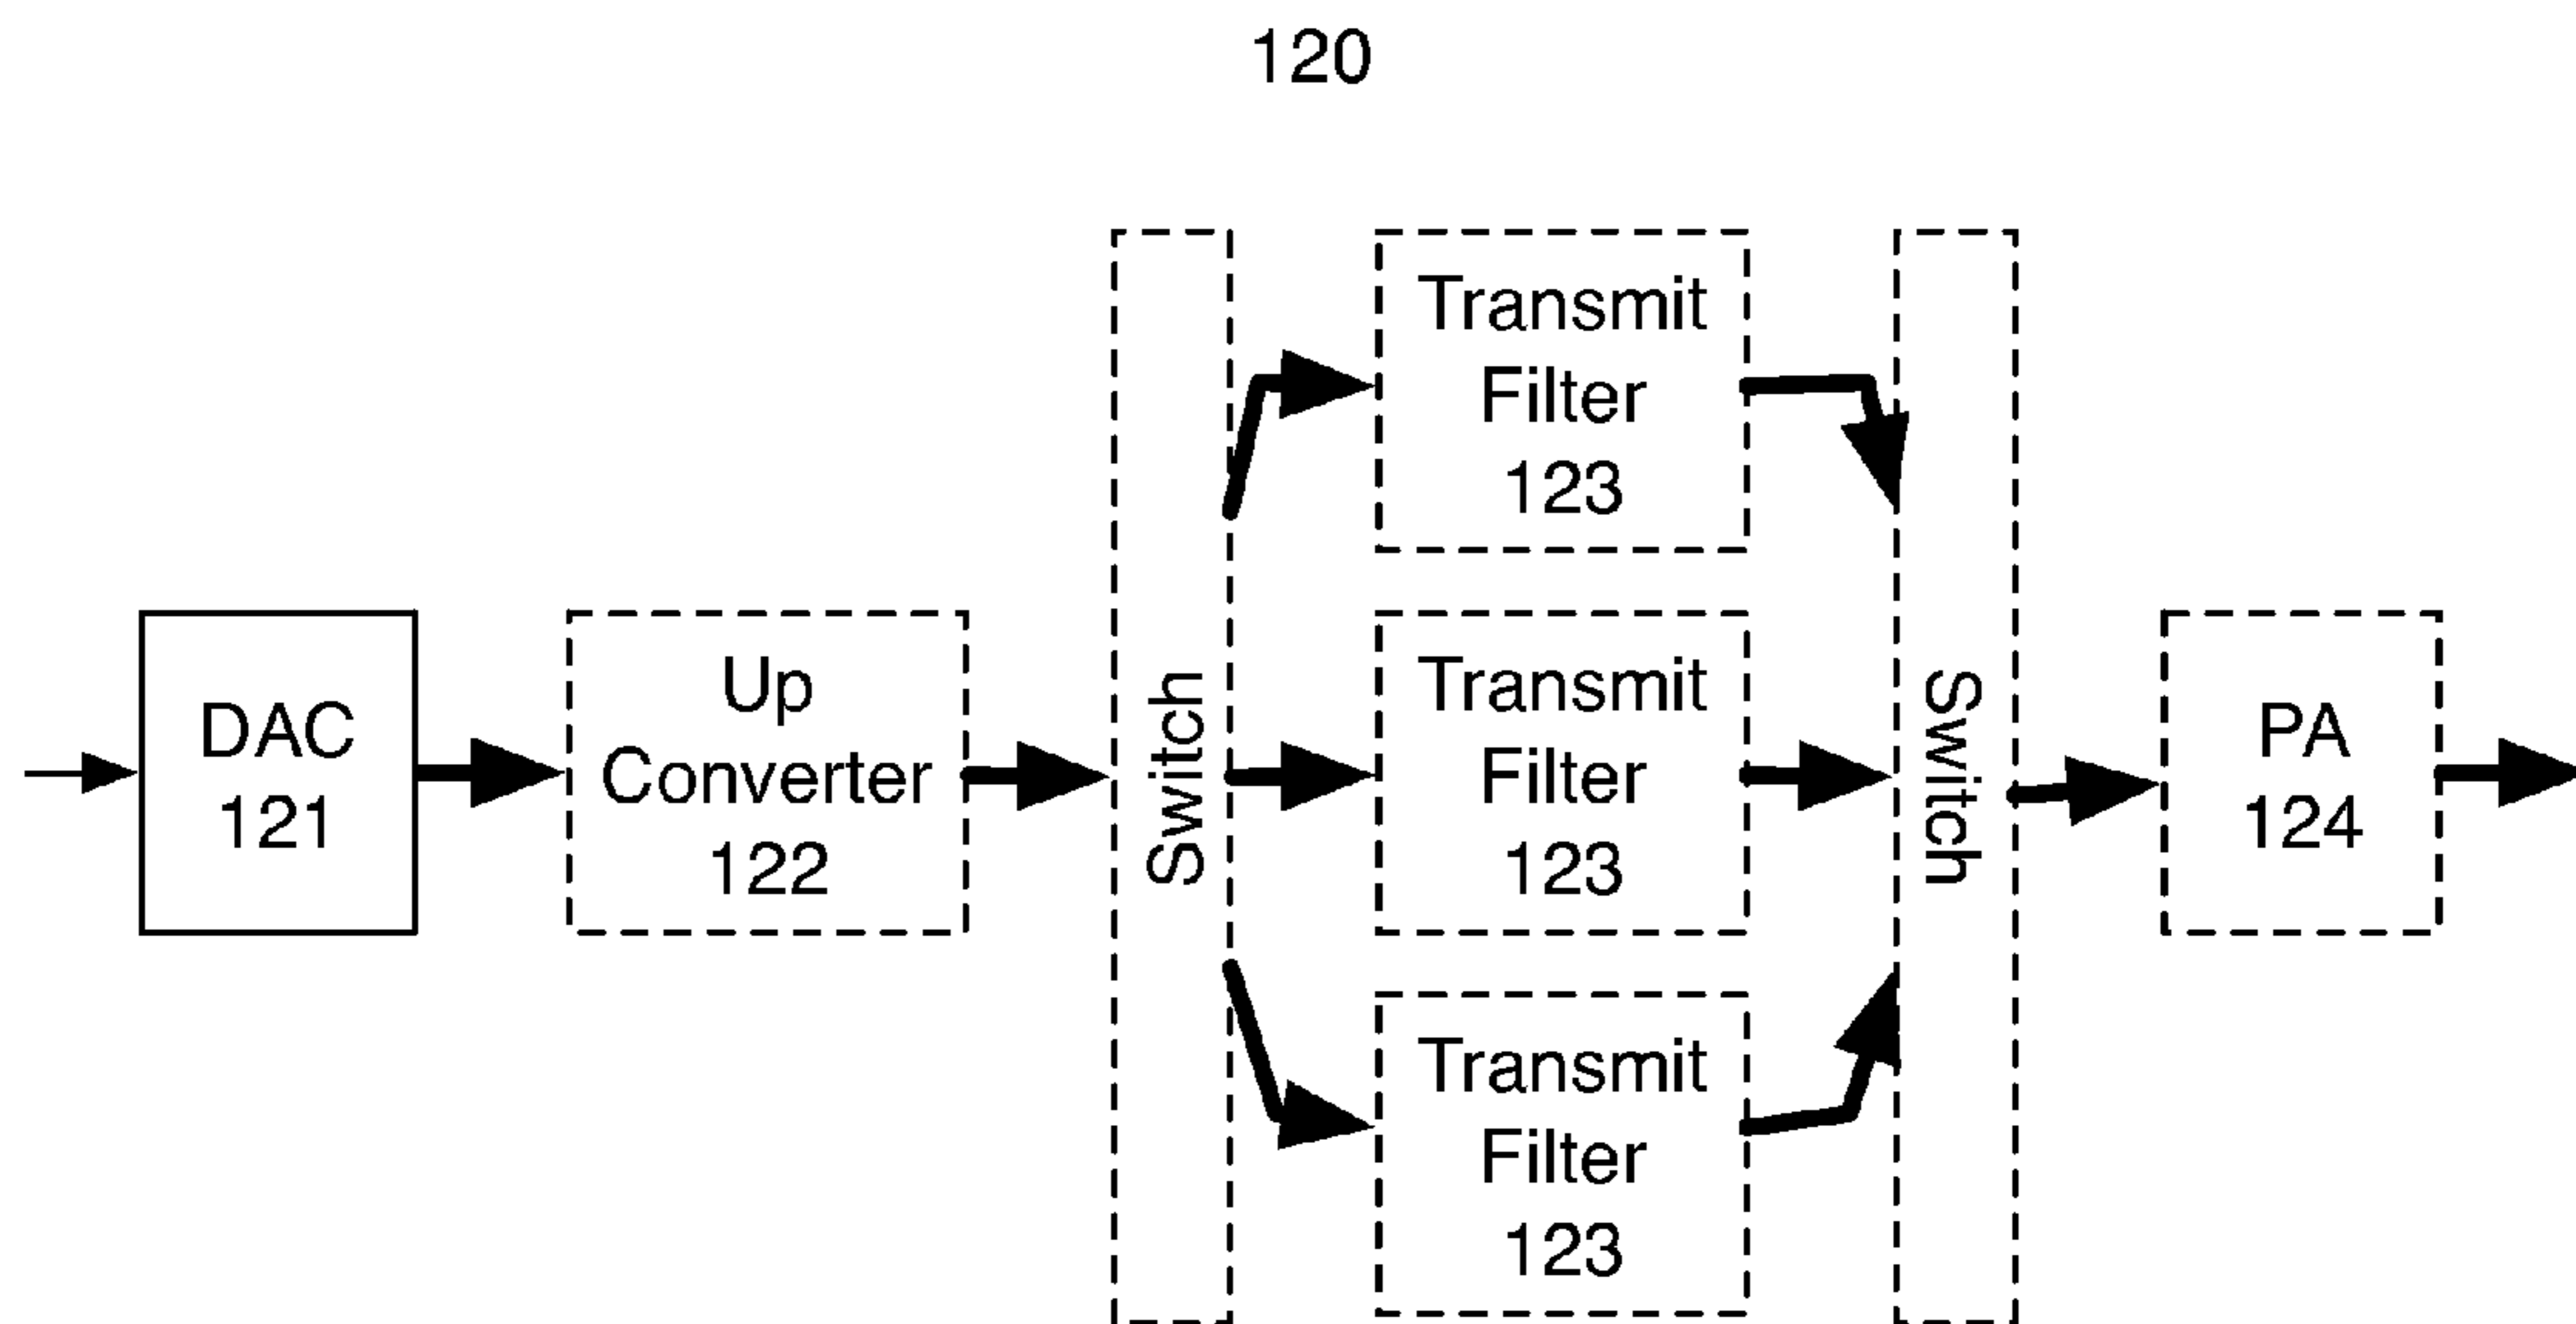 120
DAC
121
Up
Converter
122
Switch
Transmit
Filter
123
Transmit
Filter
123
Transmit
Filter
123
Switch
PA
124